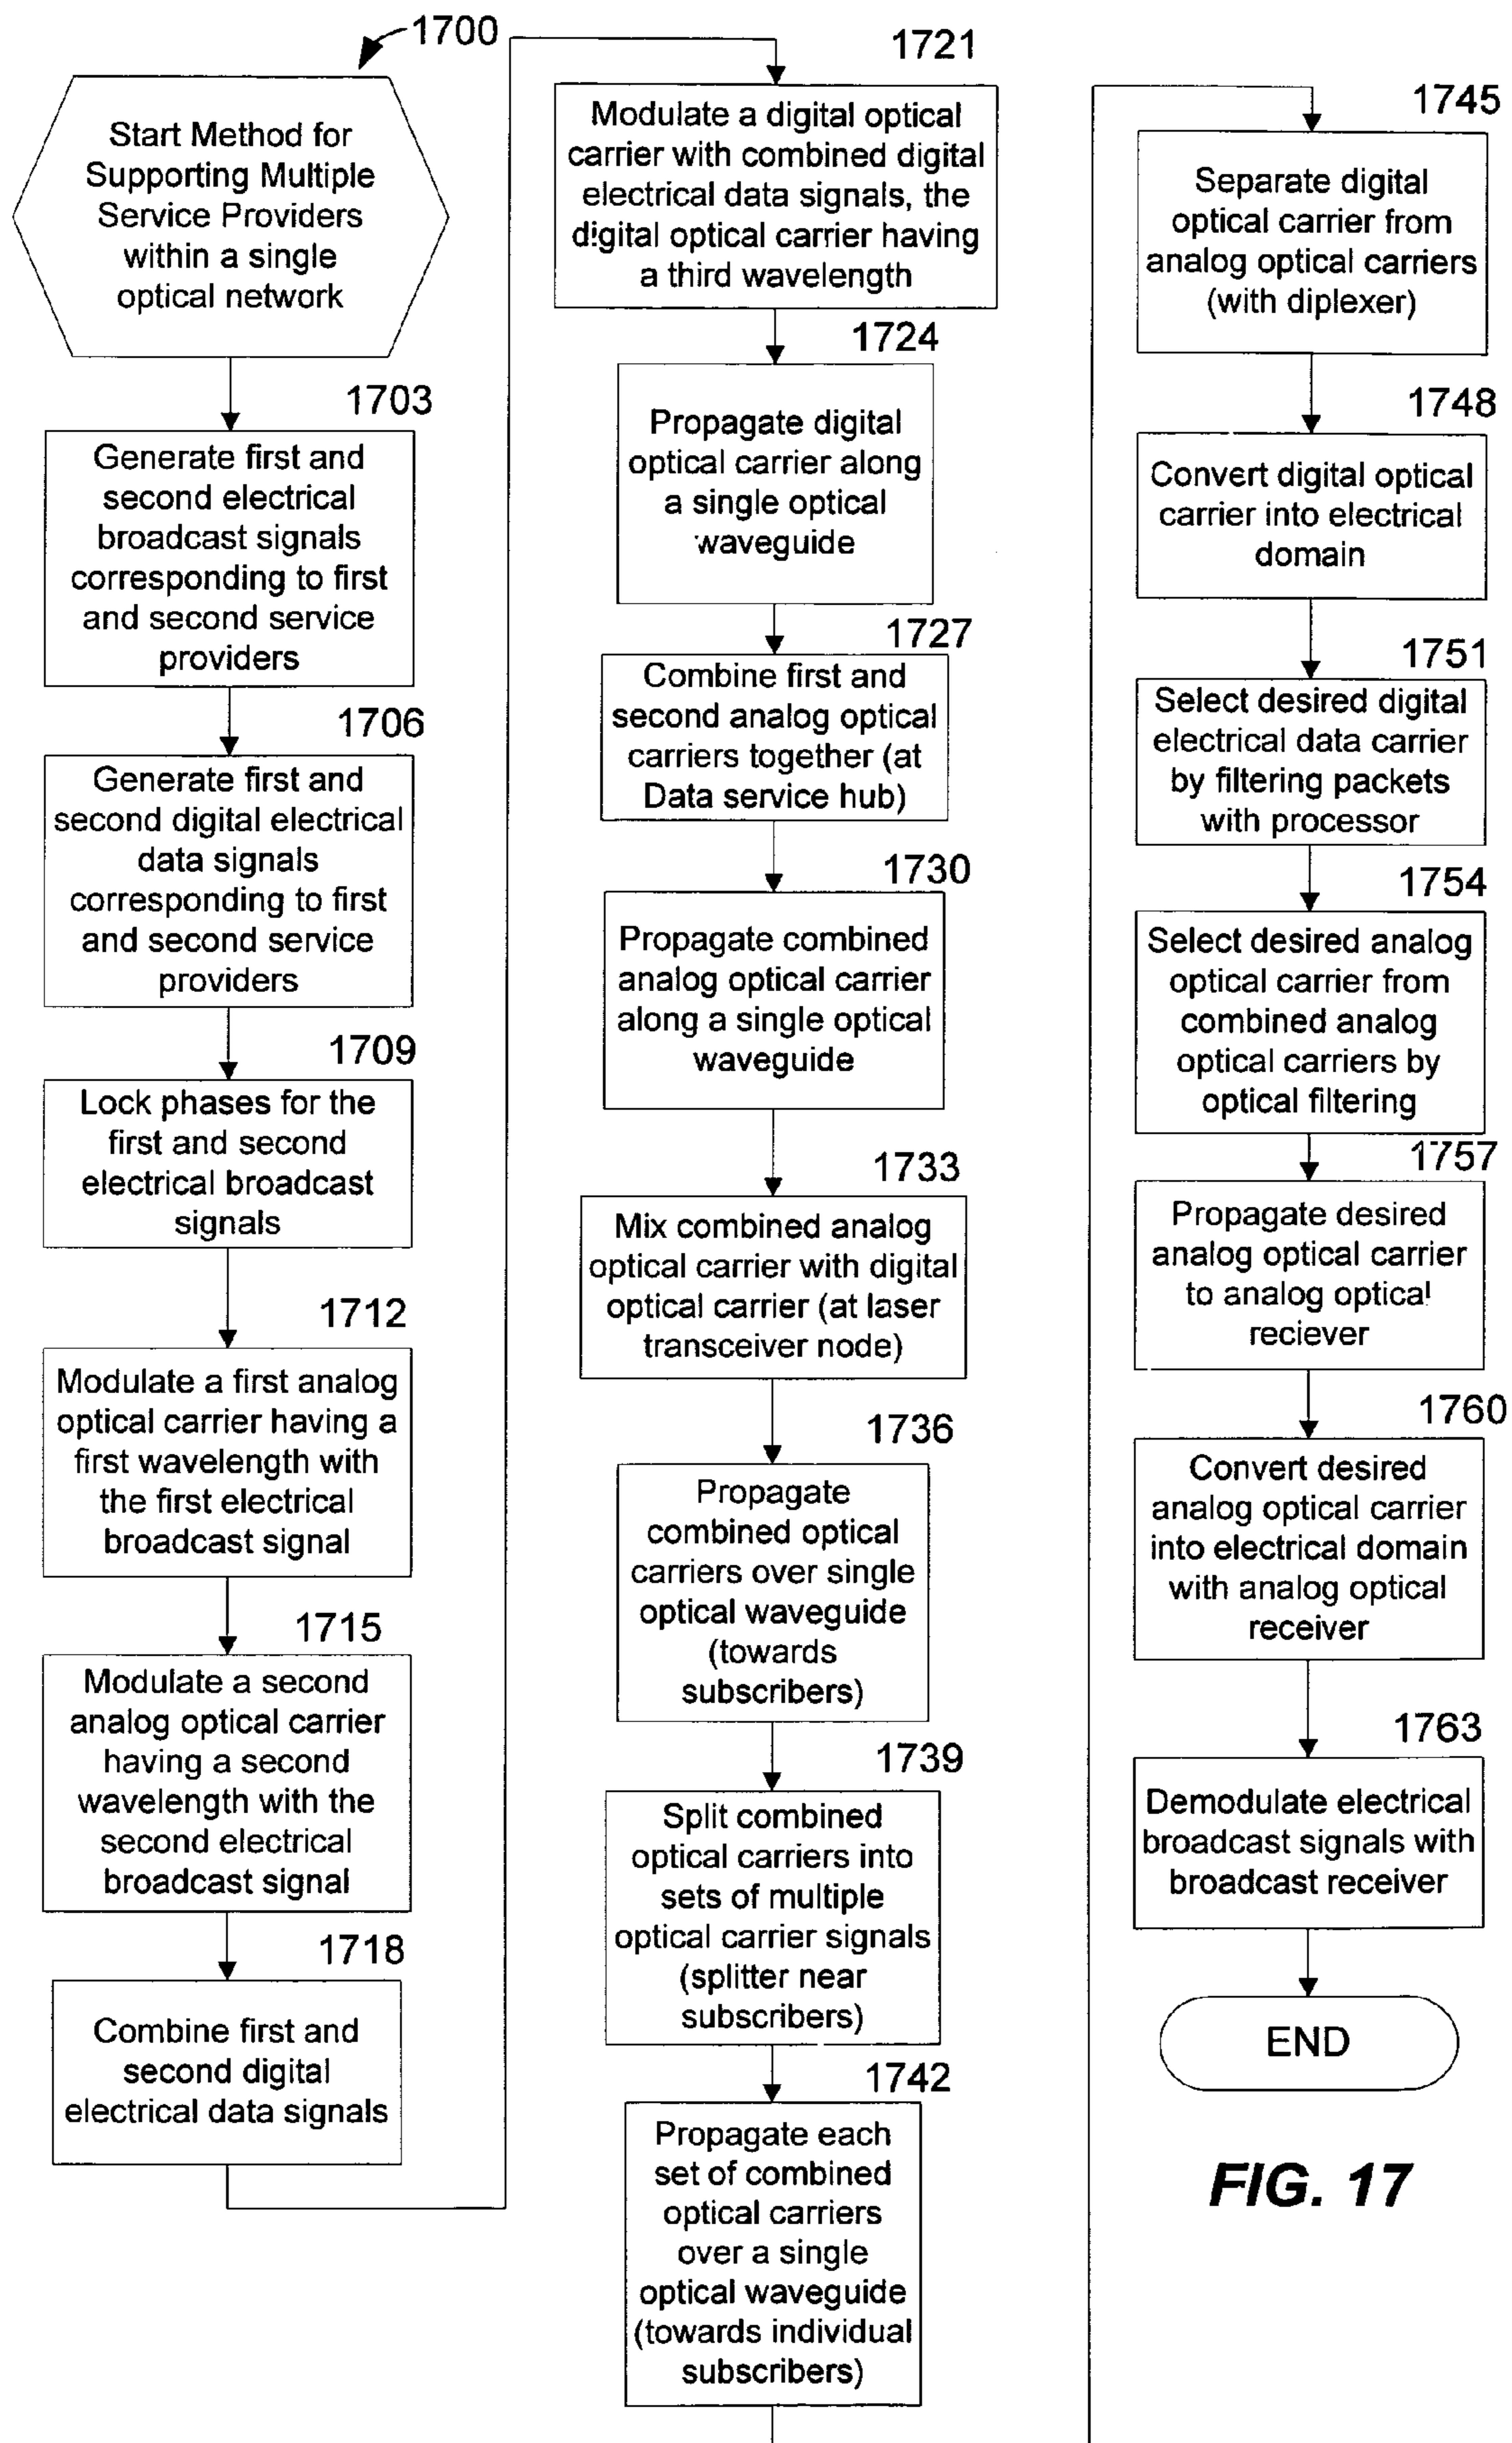 1700
Start Method for
Supporting Multiple
Service Providers
within a single
optical network
1703
Generate first and
second electrical
broadcast signals
corresponding to first
and second service
providers
1706
Generate first and
second digital electrical
data signals
corresponding to first
and second service
providers
1709
Lock phases for the
first and second
electrical broadcast
signals
1712
Modulate a first analog
optical carrier having a
first wavelength with
the first electrical
broadcast signal
1715
Modulate a second
analog optical carrier
having a second
wavelength with the
second electrical
broadcast signal
1718
Combine first and
second digital
electrical data signals
1721
Modulate a digital optical
carrier with combined digital
electrical data signals, the
digital optical carrier having
a third wavelength
1724
Propagate digital
optical carrier along
a single optical
waveguide
1727
Combine first and
second analog optical
carriers together (at
Data service hub)
1730
Propagate combined
analog optical carrier
along a single optical
waveguide
1733
Mix combined analog
optical carrier with digital
optical carrier (at laser
transceiver node)
1736
Propagate
combined optical
carriers over single
optical waveguide
(towards
subscribers)
1739
Split combined
optical carriers into
sets of multiple
optical carrier signals
(splitter near
subscribers)
1742
Propagate each
set of combined
optical carriers
over a single
optical waveguide
(towards individual
subscribers)
1745
Separate digital
optical carrier from
analog optical carriers
(with diplexer)
1748
Convert digital optical
carrier into electrical
domain
1751
Select desired digital
electrical data carrier
by filtering packets
with processor
1754
Select desired analog
optical carrier from
combined analog
optical carriers by
optical filtering
1757
Propagate desired
analog optical carrier
to analog optical
reciever
1760
Convert desired
analog optical carrier
into electrical domain
with analog optical
receiver
1763
Demodulate electrical
broadcast signals with
broadcast receiver
END
FIG. 17